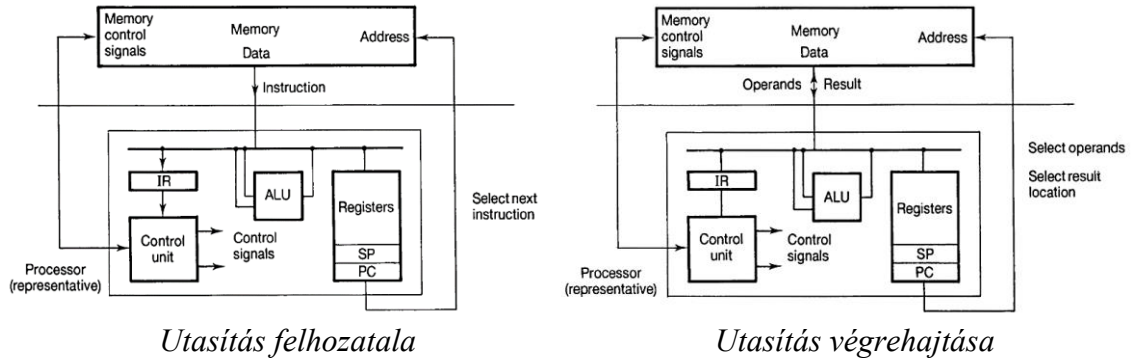 Memory
control
signals
Memory
Data
Address
Instruction
IR
ALU
Registers
Control
unit
Control
signals
SP
PC
Processor
(representative)
Select next
instruction
Utasítás felhozatala
Memory
control
signals
Memory
Data
Address
Operands Result
IR
ALU
Registers
Control
unit
Control
signals
SP
PC
Processor
(representative)
Select operands
Select result
location
Utasítás végrehajtása